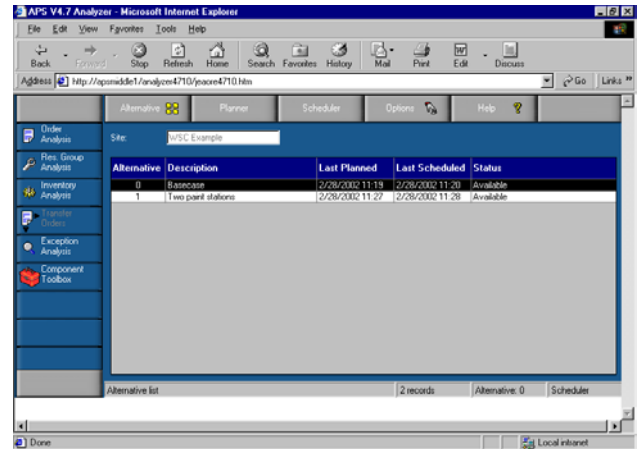 APS V4.7 Analyzer - Microsoft Internet Explorer
File Edit View Favorites Tools Help
Back Forward Stop Refresh Home Search Favorites History Mail Print Edit Discuss
Address http://apsmiddle1/analyzer4710/jeaore4710.htm Go Links »
Alternative Planner Scheduler Options Help
Order Analysis
Res. Group Analysis
Inventory Analysis
Transfer Orders
Exception Analysis
Component Toolbox
Site: WSC Example
Alternative Description Last Planned Last Scheduled Status
0 Basecase 2/28/2002 11:19 2/28/2002 11:20 Available
1 Two paint stations 2/28/2002 11:27 2/28/2002 11:28 Available
Alternative list 2 records Alternative: 0 Scheduler
Done Local intranet